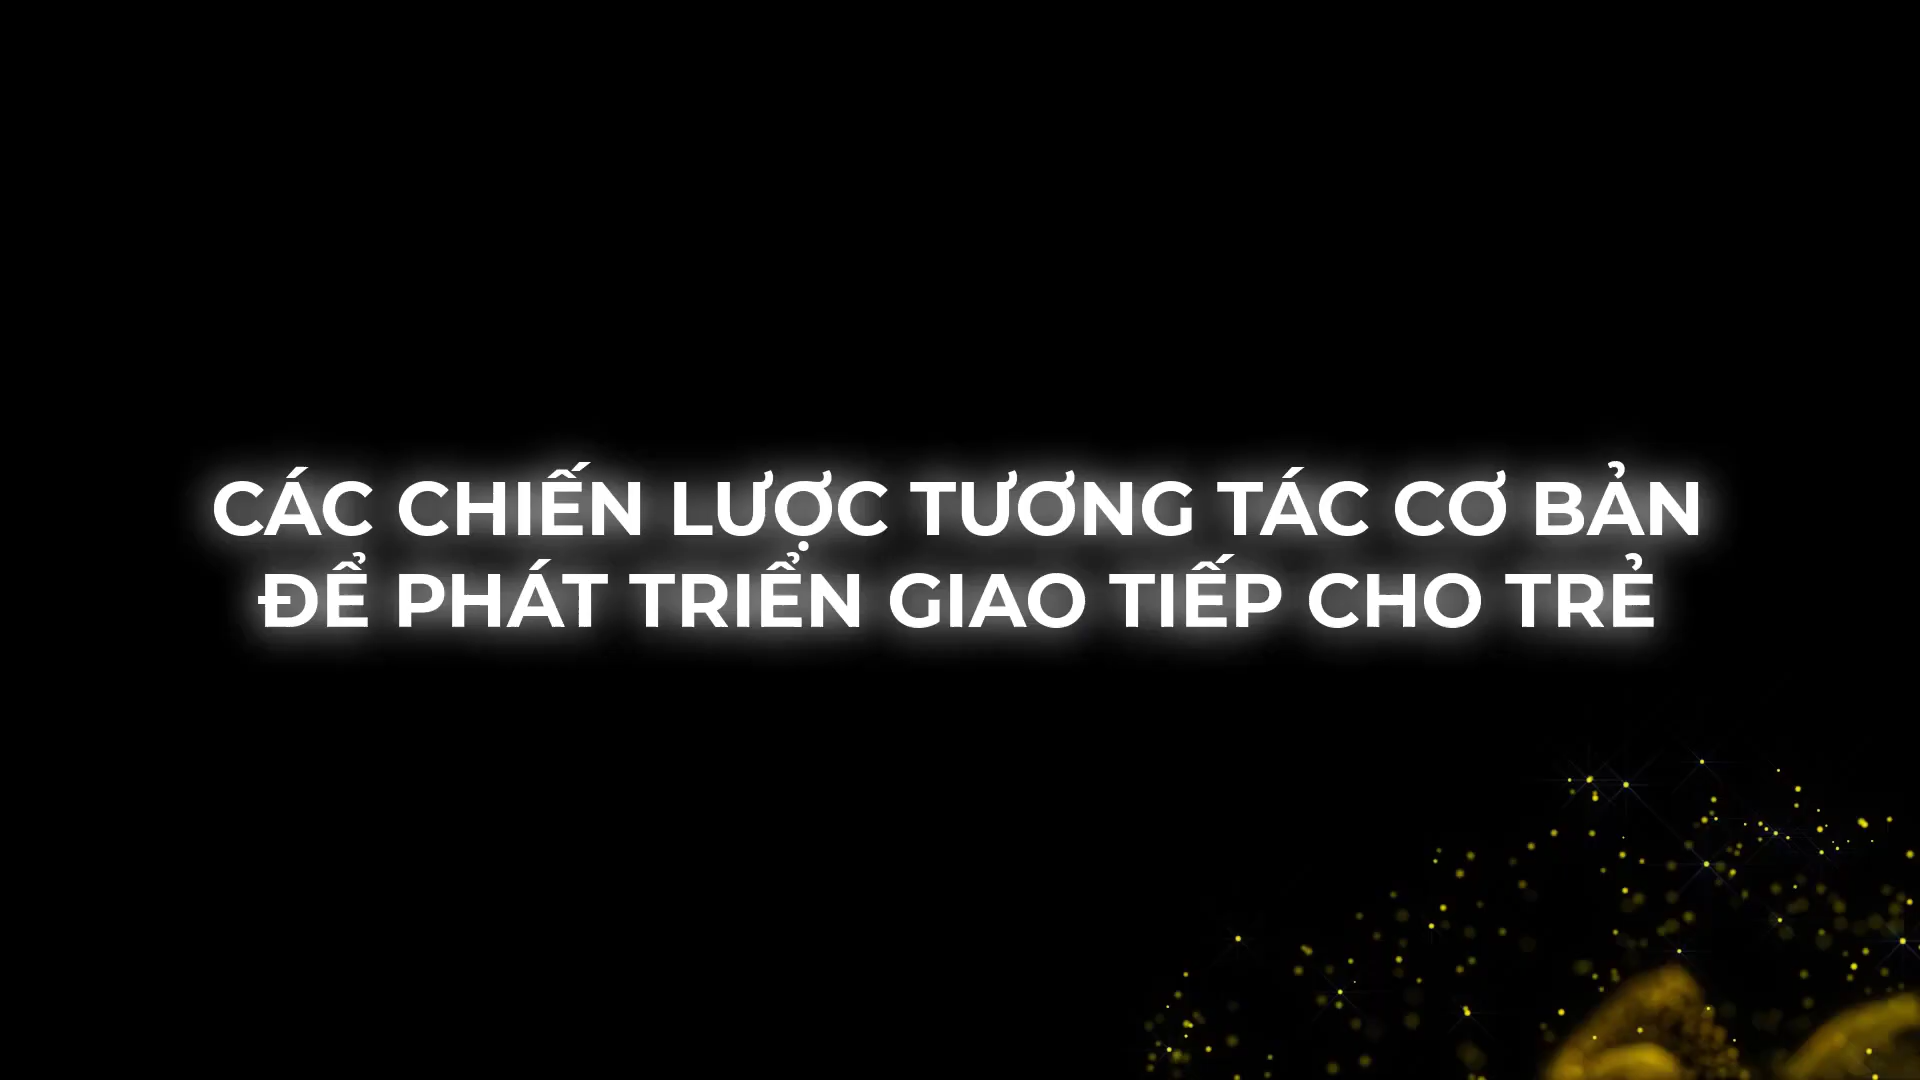 CÁC CHIẾN LƯỢC TƯƠNG TÁC CƠ BẢN
ĐỂ PHÁT TRIỂN GIAO TIẾP CHO TRẺ